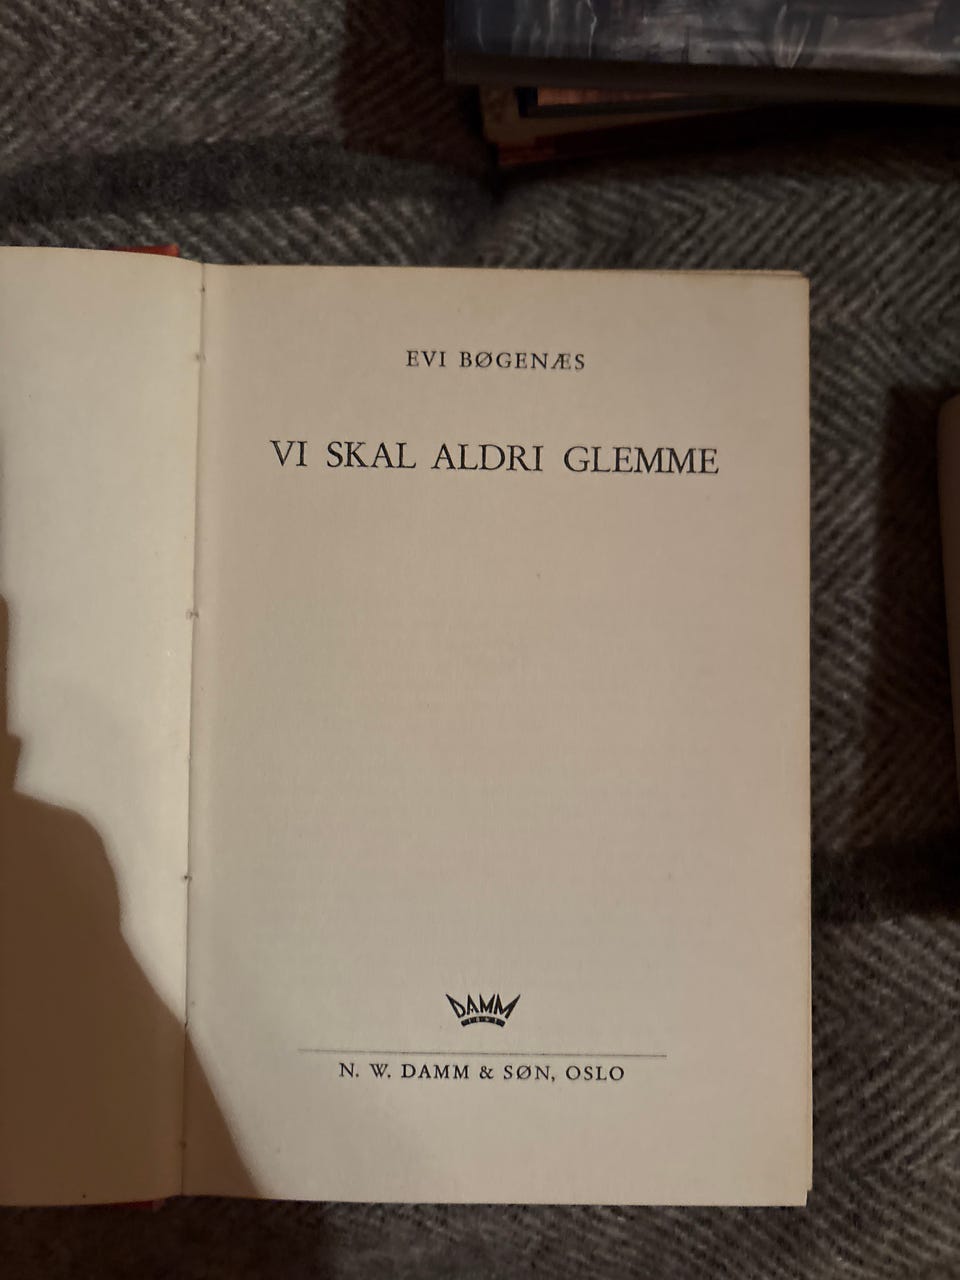 EVI BØGENÆS
VI SKAL ALDRI GLEMME
DAMM
N. W. DAMM & SØN, OSLO